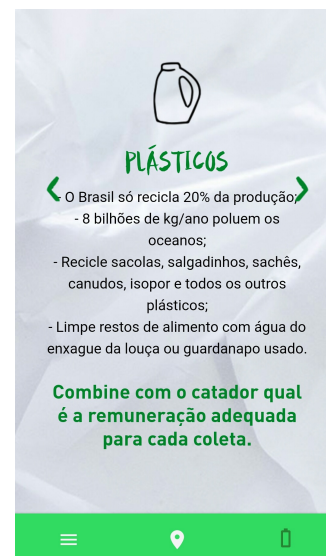 PLÁSTICOS
- O Brasil só recicla 20% da produção;
- 8 bilhões de kg/ano poluem os
oceanos;
- Recicle sacolas, salgadinhos, sachês,
canudos, isopor e todos os outros
plásticos;
- Limpe restos de alimento com água do
enxague da louça ou guardanapo usado.
Combine com o catador qual
é a remuneração adequada
para cada coleta.